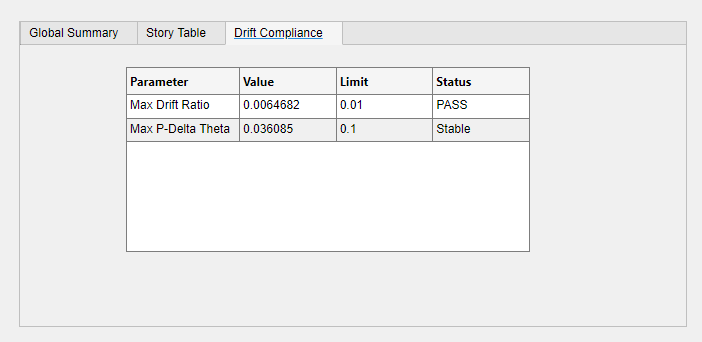 Global Summary Story Table Drift Compliance
Parameter Value Limit Status
Max Drift Ratio 0.0064682 0.01 PASS
Max P-Delta Theta 0.036085 0.1 Stable